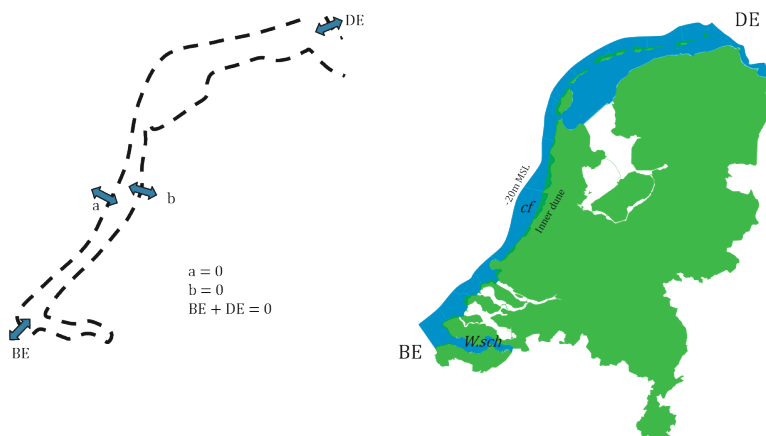 DE
a
b
a = 0
b = 0
BE + DE = 0
BE
DE
-20m MSL
cf
Inner dune
W.sch
BE